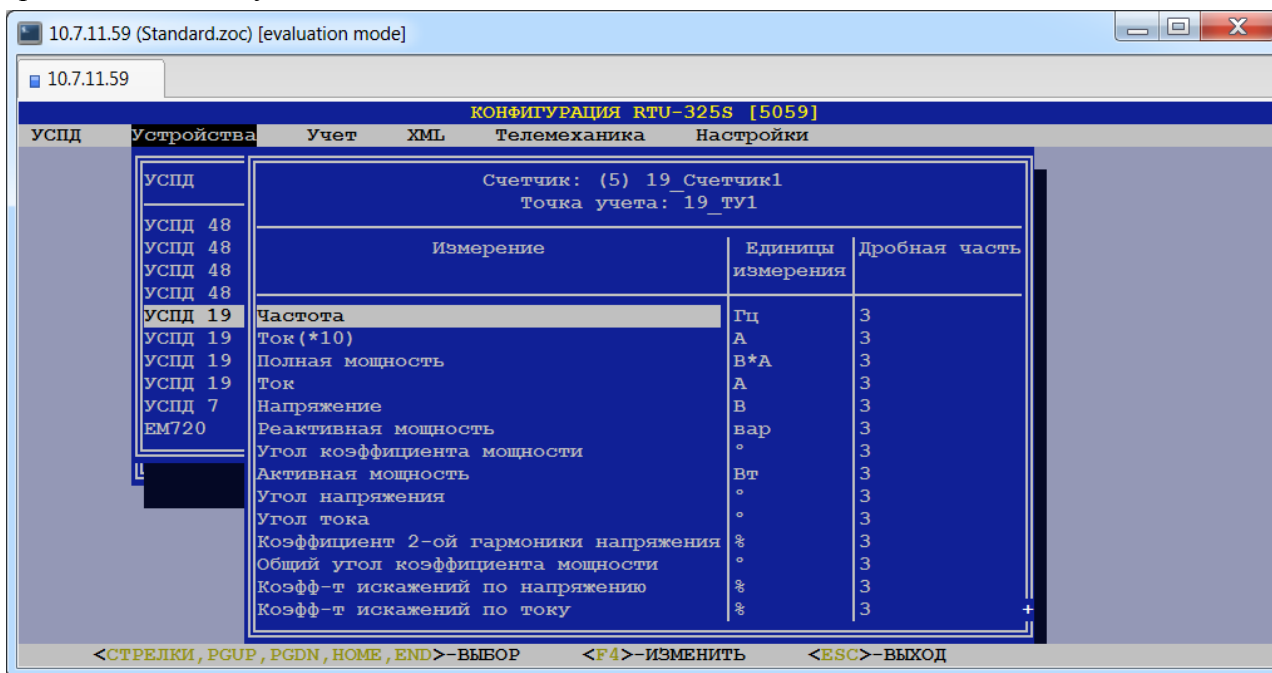 10.7.11.59 (Standard.zoc) [evaluation mode]
10.7.11.59
КОНФИГУРАЦИЯ RTU-325S [5059]
УСПД Устройства Учет XML Телемеханика Настройки
УСПД
УСПД 48
УСПД 48
УСПД 48
УСПД 48
УСПД 19
УСПД 19
УСПД 19
УСПД 19
УСПД 7
EM720
Счетчик: (5) 19_Счетчик1
Точка учета: 19_ТУ1
Измерение Единицы измерения Дробная часть
Частота Гц 3
Ток(*10) А 3
Полная мощность В*А 3
Ток А 3
Напряжение В 3
Реактивная мощность вар 3
Угол коэффициента мощности ° 3
Активная мощность Вт 3
Угол напряжения ° 3
Угол тока ° 3
Коэффициент 2-ой гармоники напряжения % 3
Общий угол коэффициента мощности ° 3
Коэфф-т искажений по напряжению % 3
Коэфф-т искажений по току % 3 +
<СТРЕЛКИ,PGUP,PGDN,HOME,END>-ВЫБОР <F4>-ИЗМЕНИТЬ <ESC>-ВЫХОД